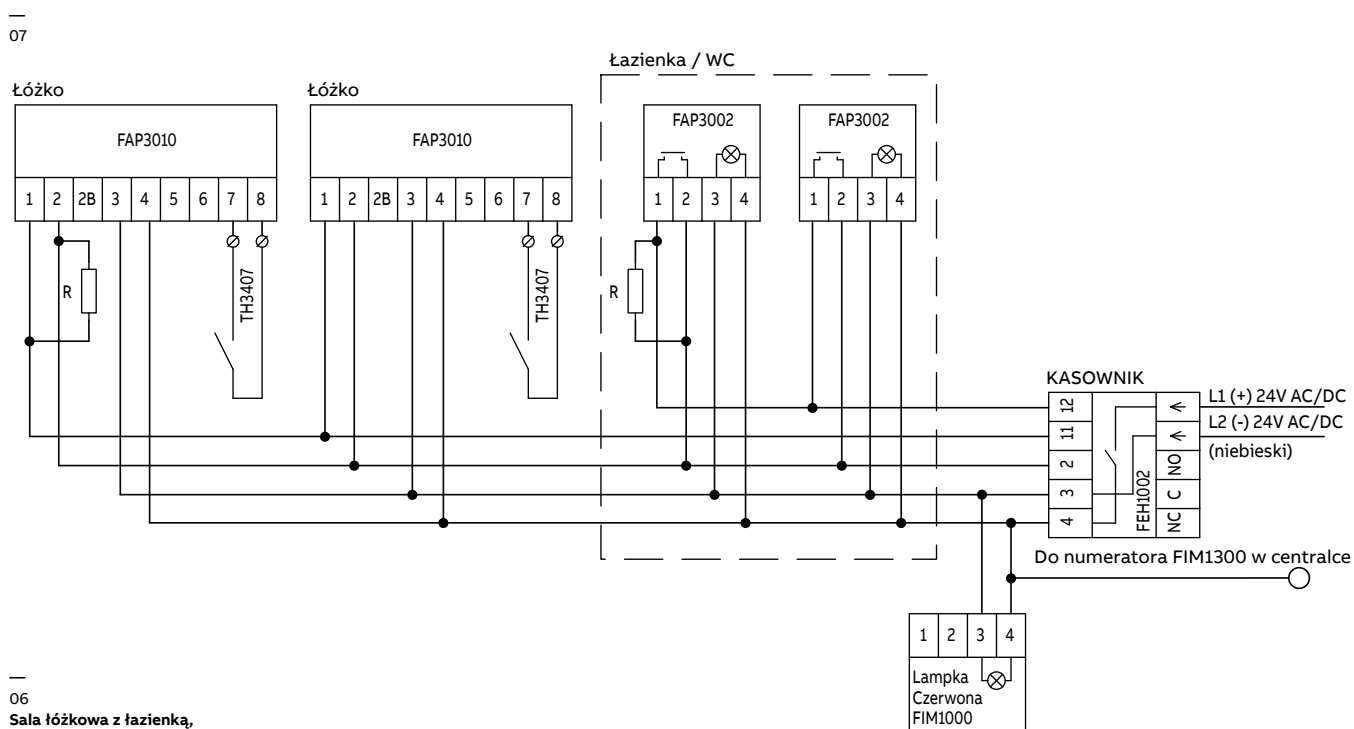 —
07
Łazienka / WC
Łóżko
Łóżko
FAP3010
FAP3010
FAP3002
FAP3002
1 2 2B 3 4 5 6 7 8
1 2 2B 3 4 5 6 7 8
1 2 3 4
1 2 3 4
R
TH3407
TH3407
R
KASOWNIK
12
11
2
3
4
FEH1002
NO
C
NC
L1 (+) 24V AC/DC
L2 (-) 24V AC/DC
(niebieski)
Do numeratora FIM1300 w centralce
1 2 3 4
Lampka
Czerwona
FIM1000
—
06
Sala łóżkowa z łazienką,